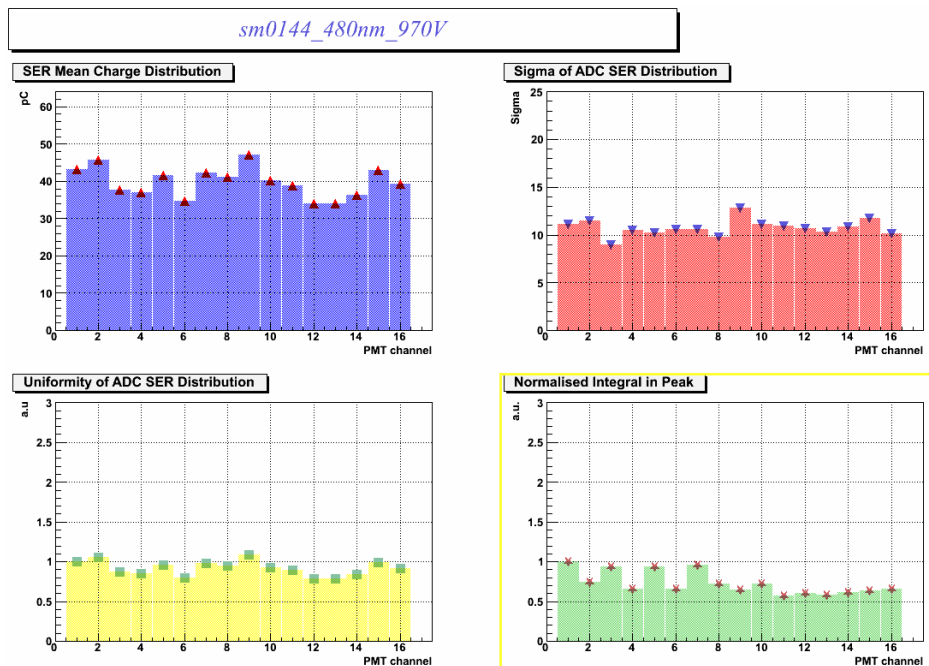 sm0144_480nm_970V
SER Mean Charge Distribution
pC
60
50
40
30
20
10
0
0 2 4 6 8 10 12 14 16
PMT channel
Sigma of ADC SER Distribution
Sigma
25
20
15
10
5
0
0 2 4 6 8 10 12 14 16
PMT channel
Uniformity of ADC SER Distribution
a.u
3
2.5
2
1.5
1
0.5
0
0 2 4 6 8 10 12 14 16
PMT channel
Normalised Integral in Peak
a.u.
3
2.5
2
1.5
1
0.5
0
0 2 4 6 8 10 12 14 16
PMT channel